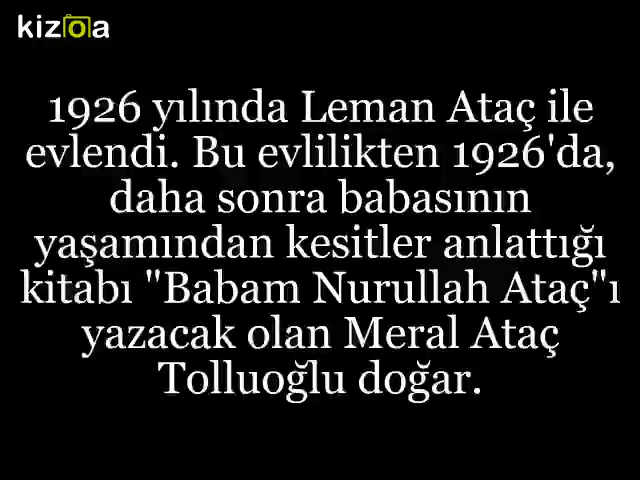 kizoa
1926 yılında Leman Ataç ile
evlendi. Bu evlilikten 1926'da,
daha sonra babasının
yaşamından kesitler anlattığı
kitabı "Babam Nurullah Ataç"ı
yazacak olan Meral Ataç
Tolluoğlu doğar.